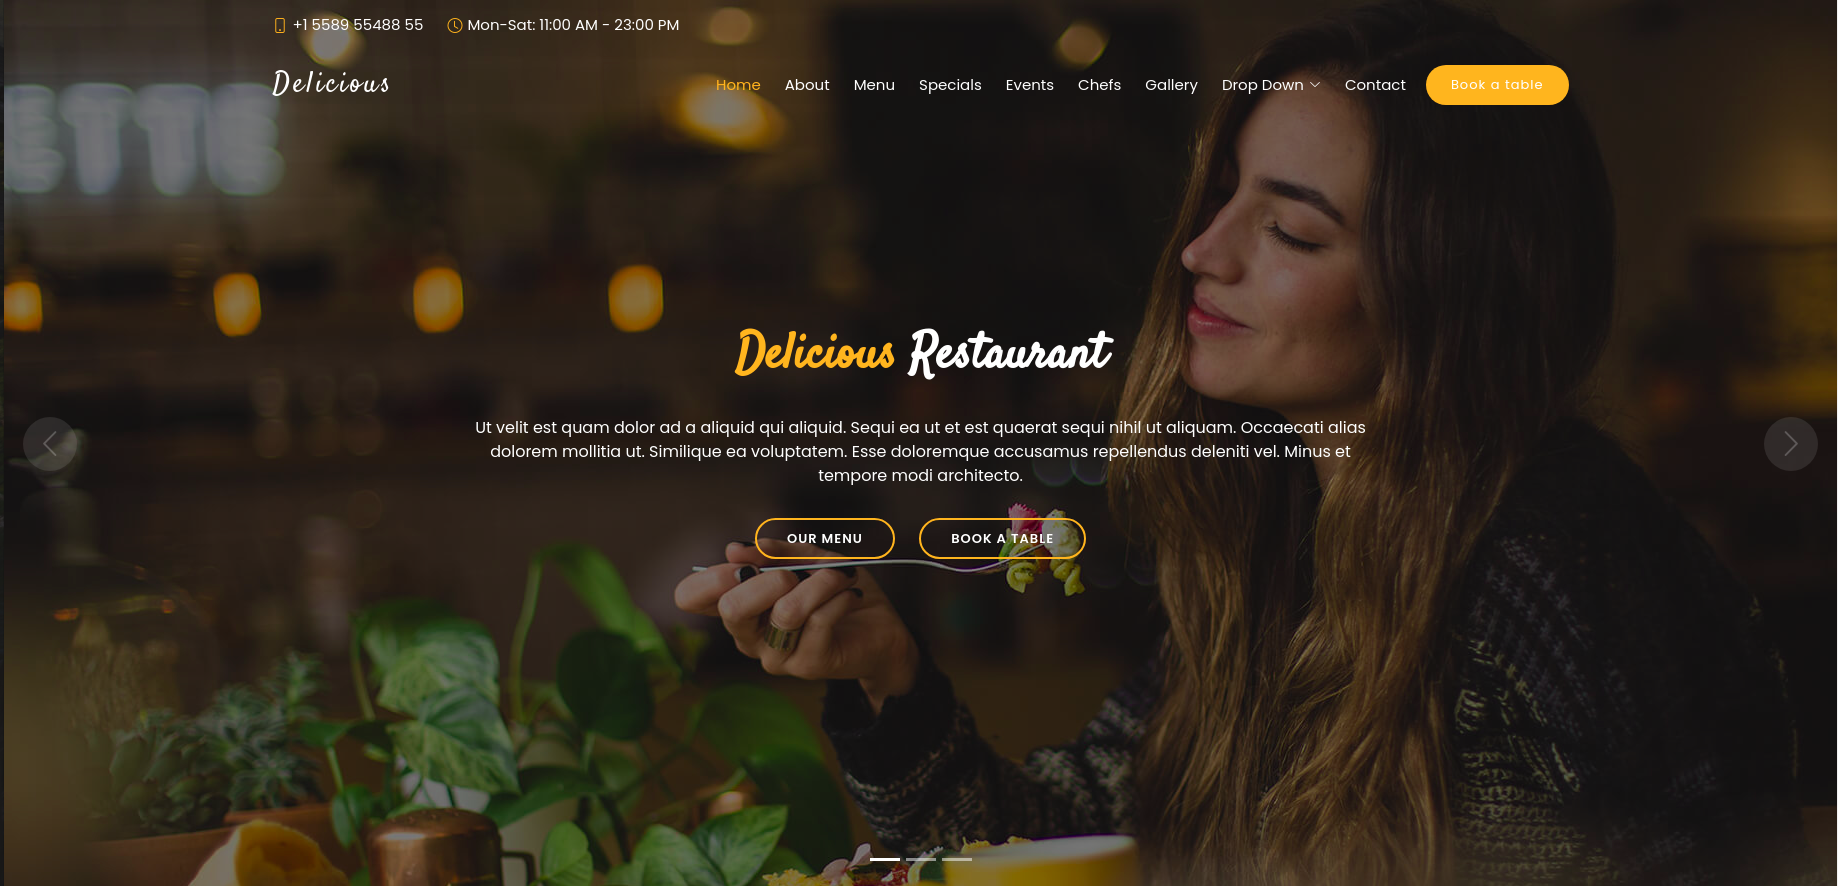 +1 5589 55488 55 Mon-Sat: 11:00 AM - 23:00 PM
Delicious Home About Menu Specials Events Chefs Gallery Drop Down Contact Book a table
ETTE
Delicious Restaurant
Ut velit est quam dolor ad a aliquid qui aliquid. Sequi ea ut et est quaerat sequi nihil ut aliquam. Occaecati alias
dolorem mollitia ut. Similique ea voluptatem. Esse doloremque accusamus repellendus deleniti vel. Minus et
tempore modi architecto.
OUR MENU BOOK A TABLE